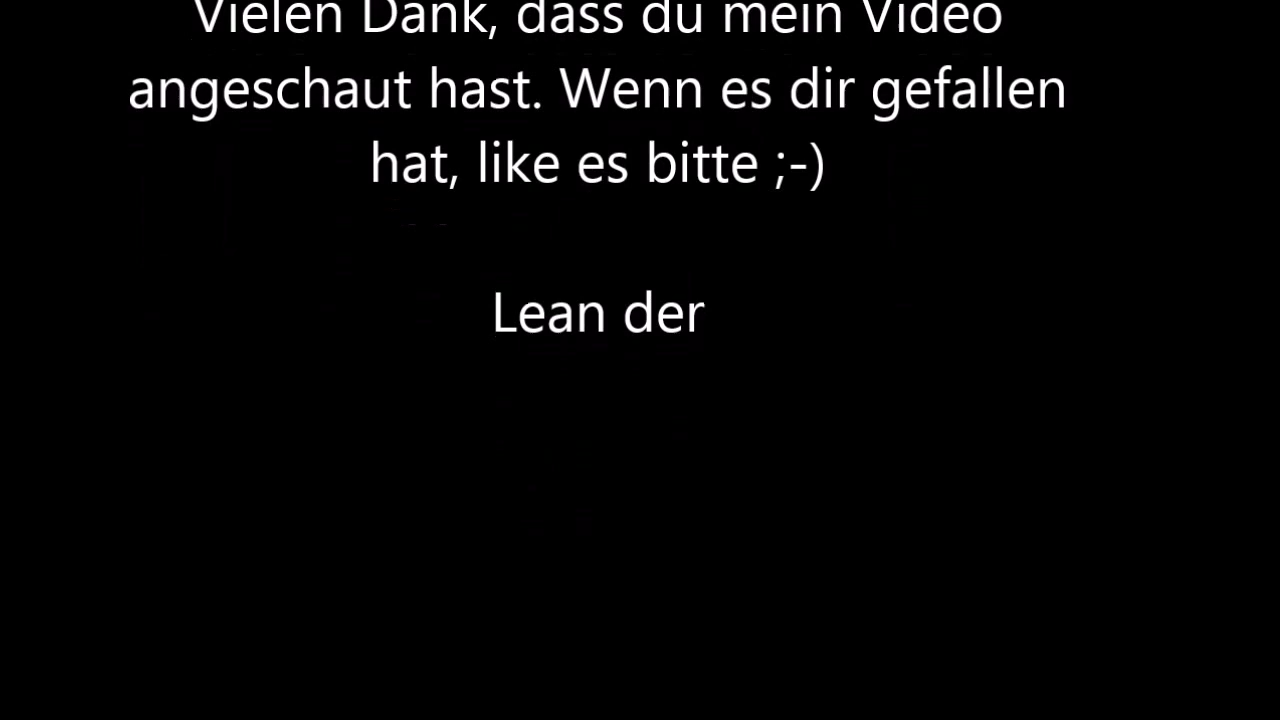 Vielen Dank, dass du mein Video
angeschaut hast. Wenn es dir gefallen
hat, like es bitte ;-)
Lean der